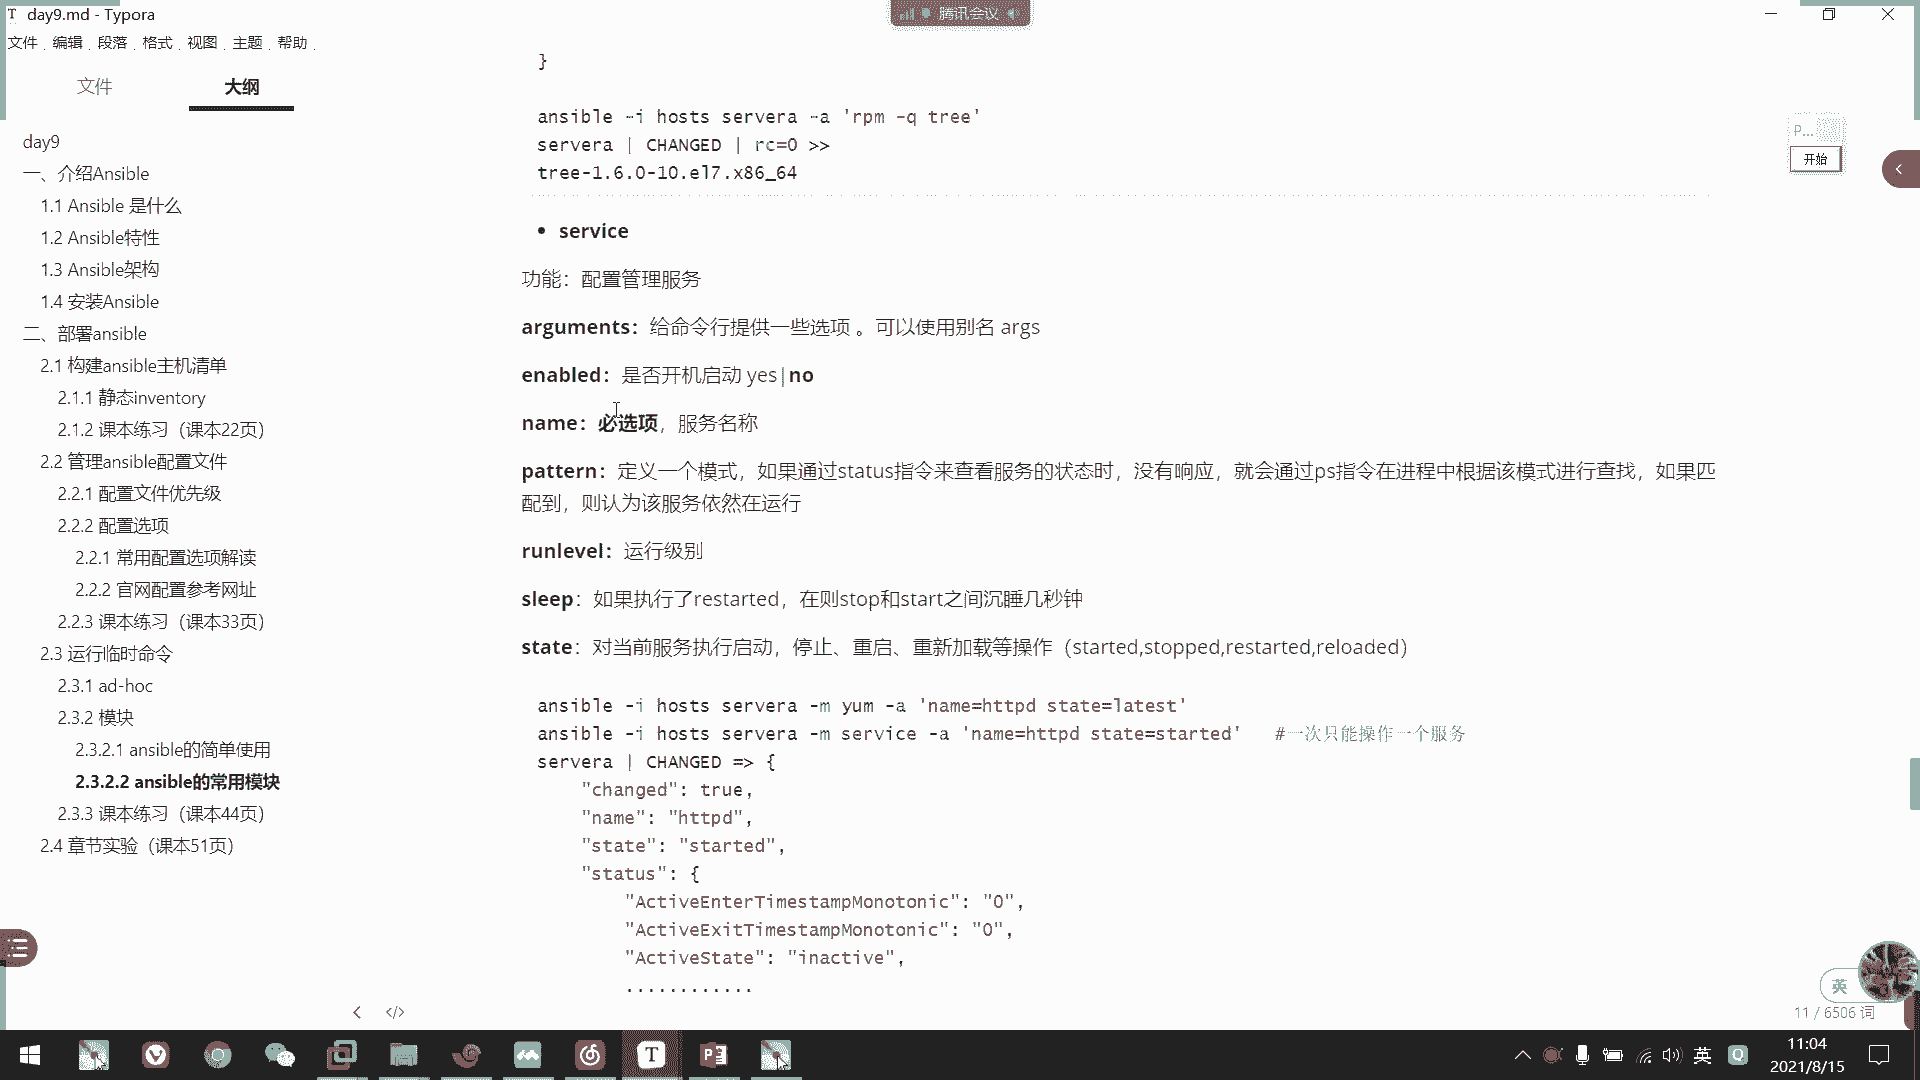 day9.md - Typora
腾讯会议
文件 编辑 段落 格式 视图 主题 帮助
文件 大纲
day9
一、介绍Ansible
1.1 Ansible 是什么
1.2 Ansible特性
1.3 Ansible架构
1.4 安装Ansible
二、部署ansible
2.1 构建ansible主机清单
2.1.1 静态inventory
2.1.2 课本练习（课本22页）
2.2 管理ansible配置文件
2.2.1 配置文件优先级
2.2.2 配置选项
2.2.1 常用配置选项解读
2.2.2 官网配置参考网址
2.2.3 课本练习（课本33页）
2.3 运行临时命令
2.3.1 ad-hoc
2.3.2 模块
2.3.2.1 ansible的简单使用
2.3.2.2 ansible的常用模块
2.3.3 课本练习（课本44页）
2.4 章节实验（课本51页）
}
ansible -i hosts servera -a 'rpm -q tree'
servera | CHANGED | rc=0 >>
tree-1.6.0-10.el7.x86_64
• service
功能：配置管理服务
arguments：给命令行提供一些选项 。可以使用别名 args
enabled：是否开机启动 yes|no
name：必选项，服务名称
pattern：定义一个模式，如果通过status指令来查看服务的状态时，没有响应，就会通过ps指令在进程中根据该模式进行查找，如果匹
配到，则认为该服务依然在运行
runlevel：运行级别
sleep：如果执行了restarted，在则stop和start之间沉睡几秒钟
state：对当前服务执行启动，停止、重启、重新加载等操作（started,stopped,restarted,reloaded）
ansible -i hosts servera -m yum -a 'name=httpd state=latest'
ansible -i hosts servera -m service -a 'name=httpd state=started' #一次只能操作一个服务
servera | CHANGED => {
"changed": true,
"name": "httpd",
"state": "started",
"status": {
"ActiveEnterTimestampMonotonic": "0",
"ActiveExitTimestampMonotonic": "0",
"ActiveState": "inactive",
............
P...
开始
英
11 / 6506 词
英
11:04
2021/8/15